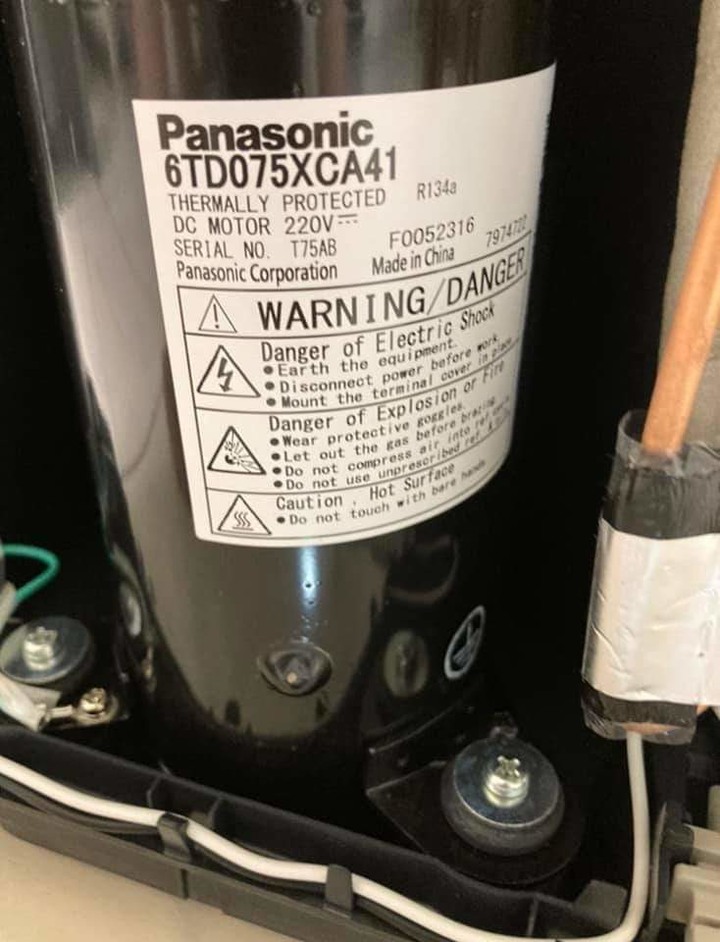 Panasonic
6TD075XCA41
THERMALLY PROTECTED R134a
DC MOTOR 220V⎓
SERIAL NO. T75AB F0052316
Panasonic Corporation Made in China
WARNING/DANGER
Danger of Electric Shock
●Earth the equipment.
●Disconnect power before work.
●Mount the terminal cover in place.
Danger of Explosion or Fire
●Wear protective goggles.
●Let out the gas before brazing
●Do not compress air into
●Do not use unprescribed
Caution, Hot Surface
●Do not touch with bare hands